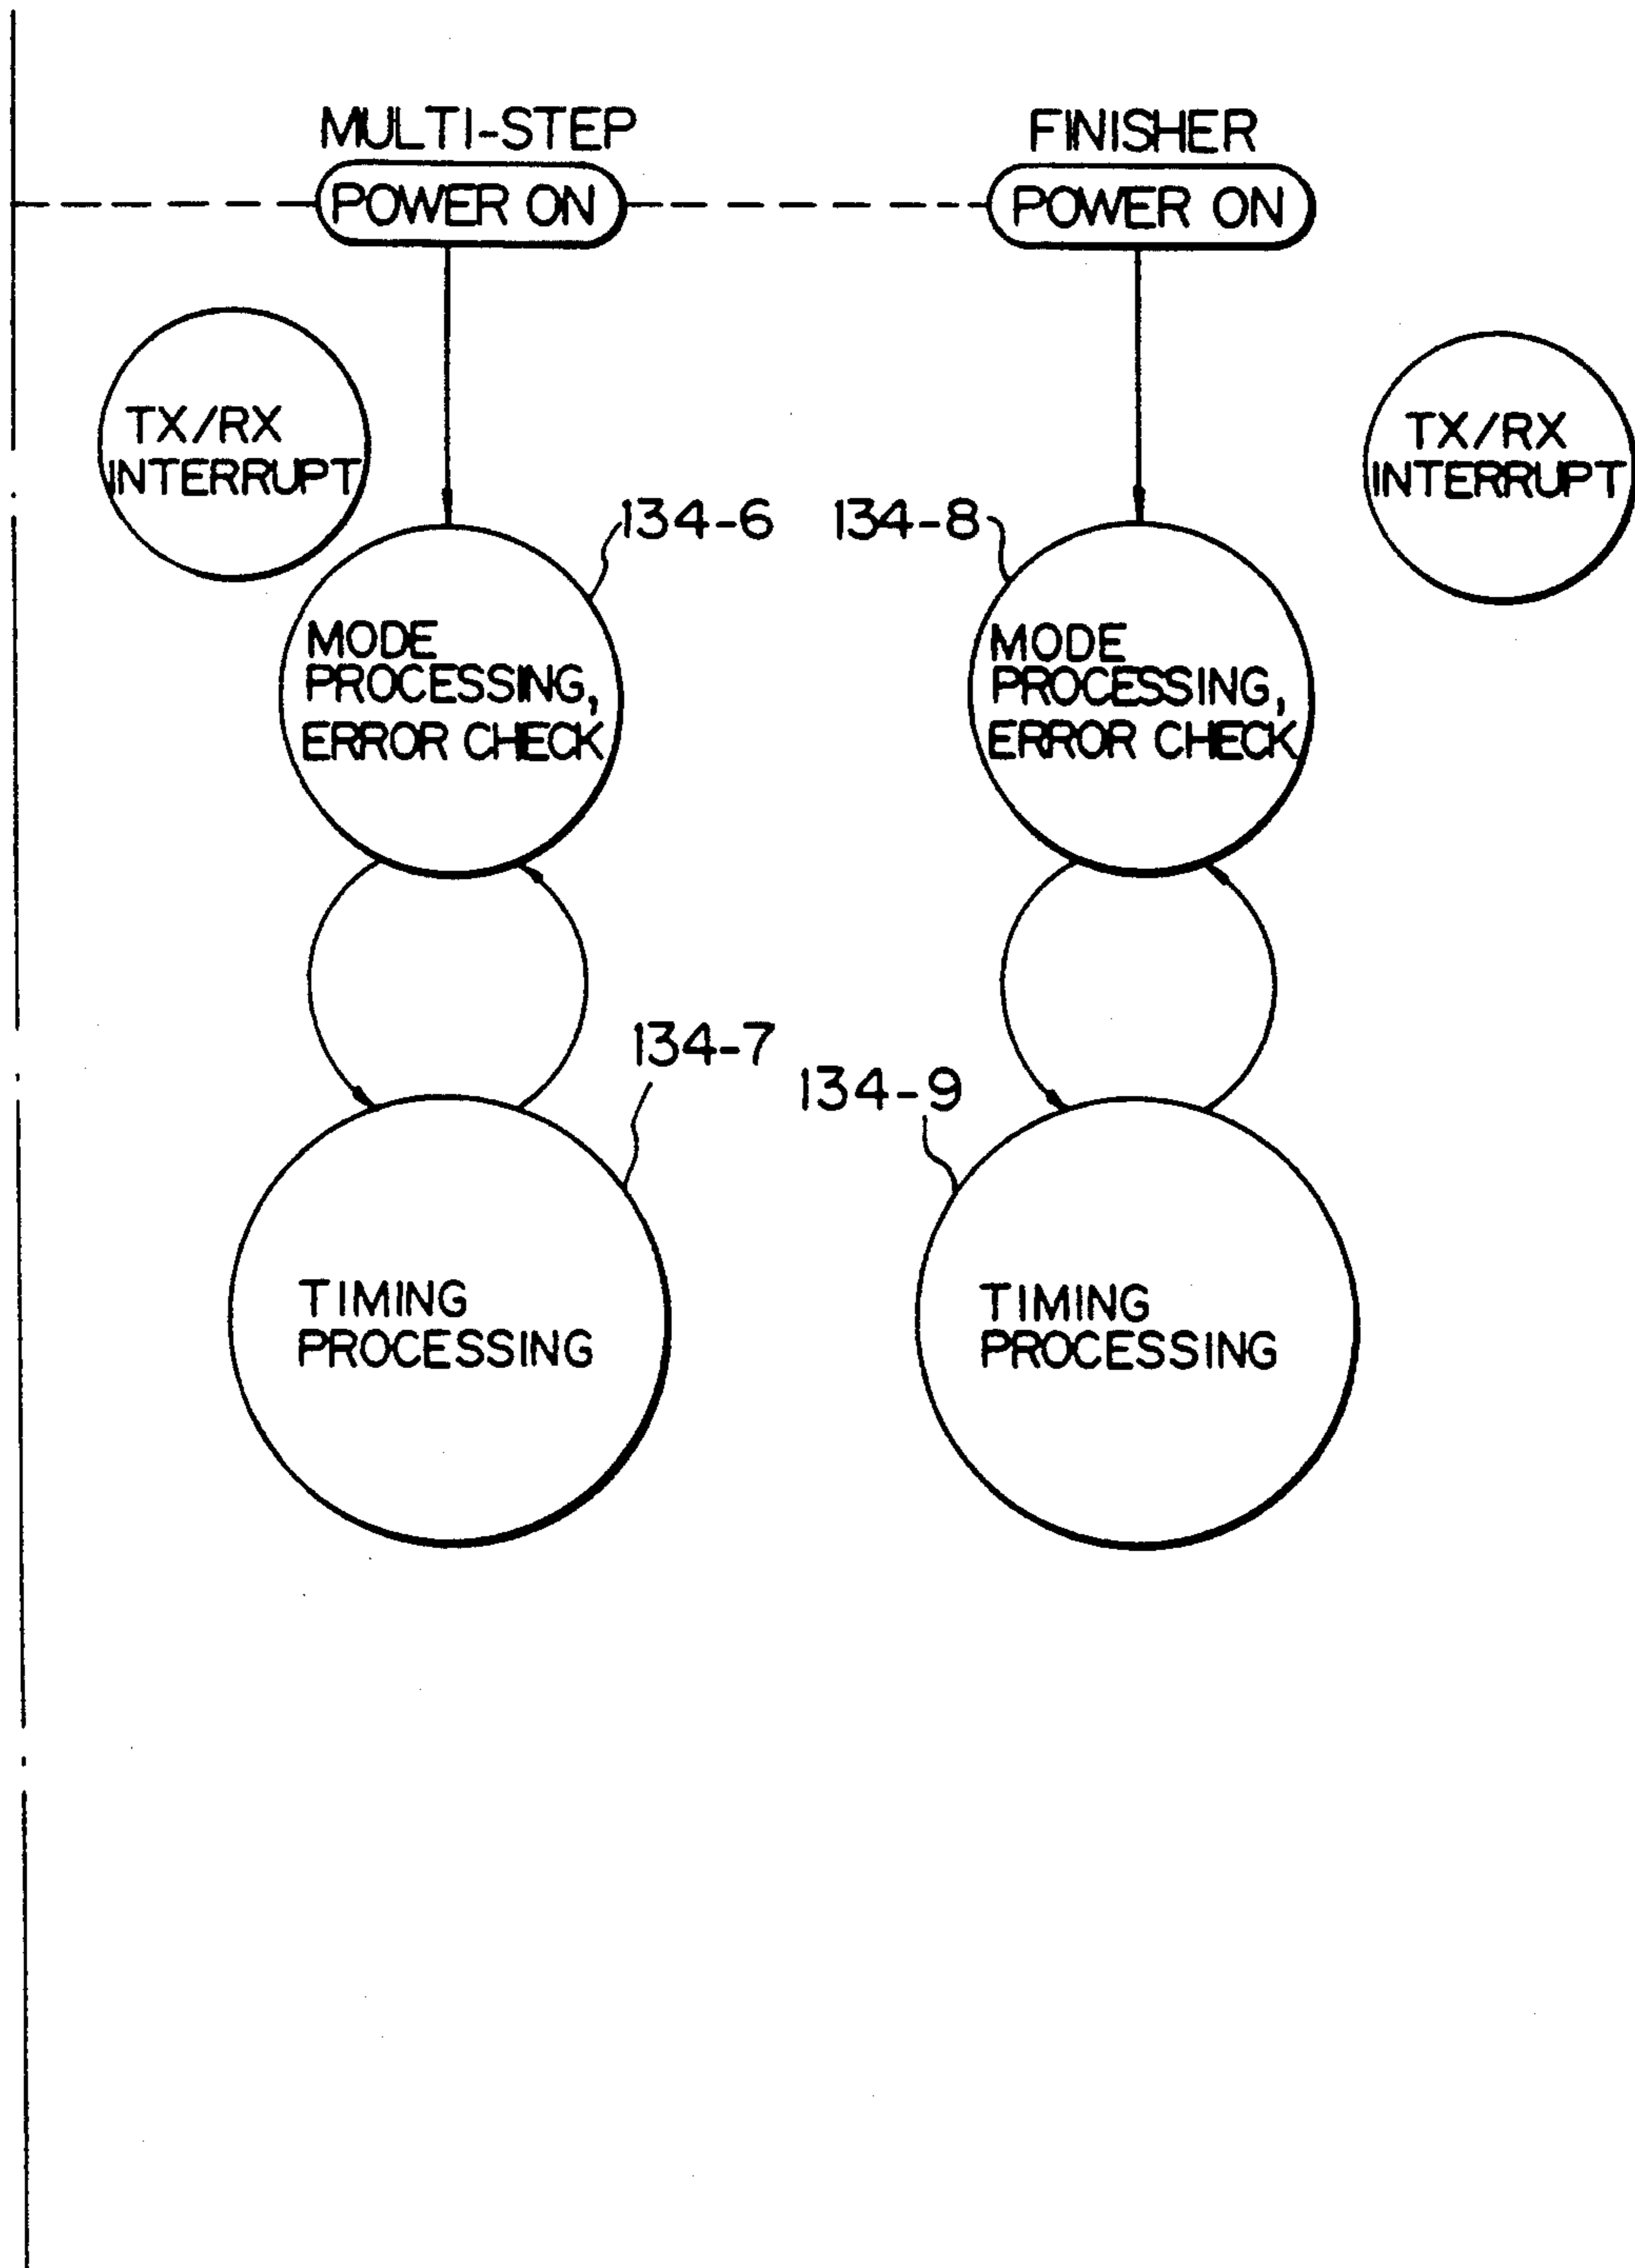 MULTI-STEP
POWER ON
FINISHER
POWER ON
TX/RX
INTERRUPT
TX/RX
INTERRUPT
134-6
134-8
MODE
PROCESSING,
ERROR CHECK
MODE
PROCESSING,
ERROR CHECK
134-7
134-9
TIMING
PROCESSING
TIMING
PROCESSING